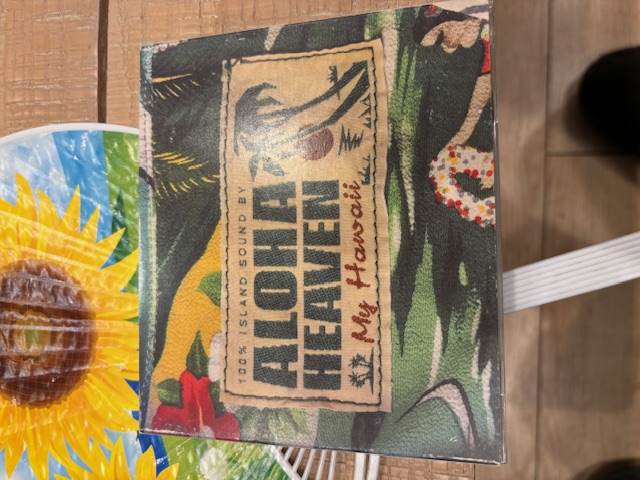 100% ISLAND SOUND BY
ALOHA
HEAVEN
My Hawaii